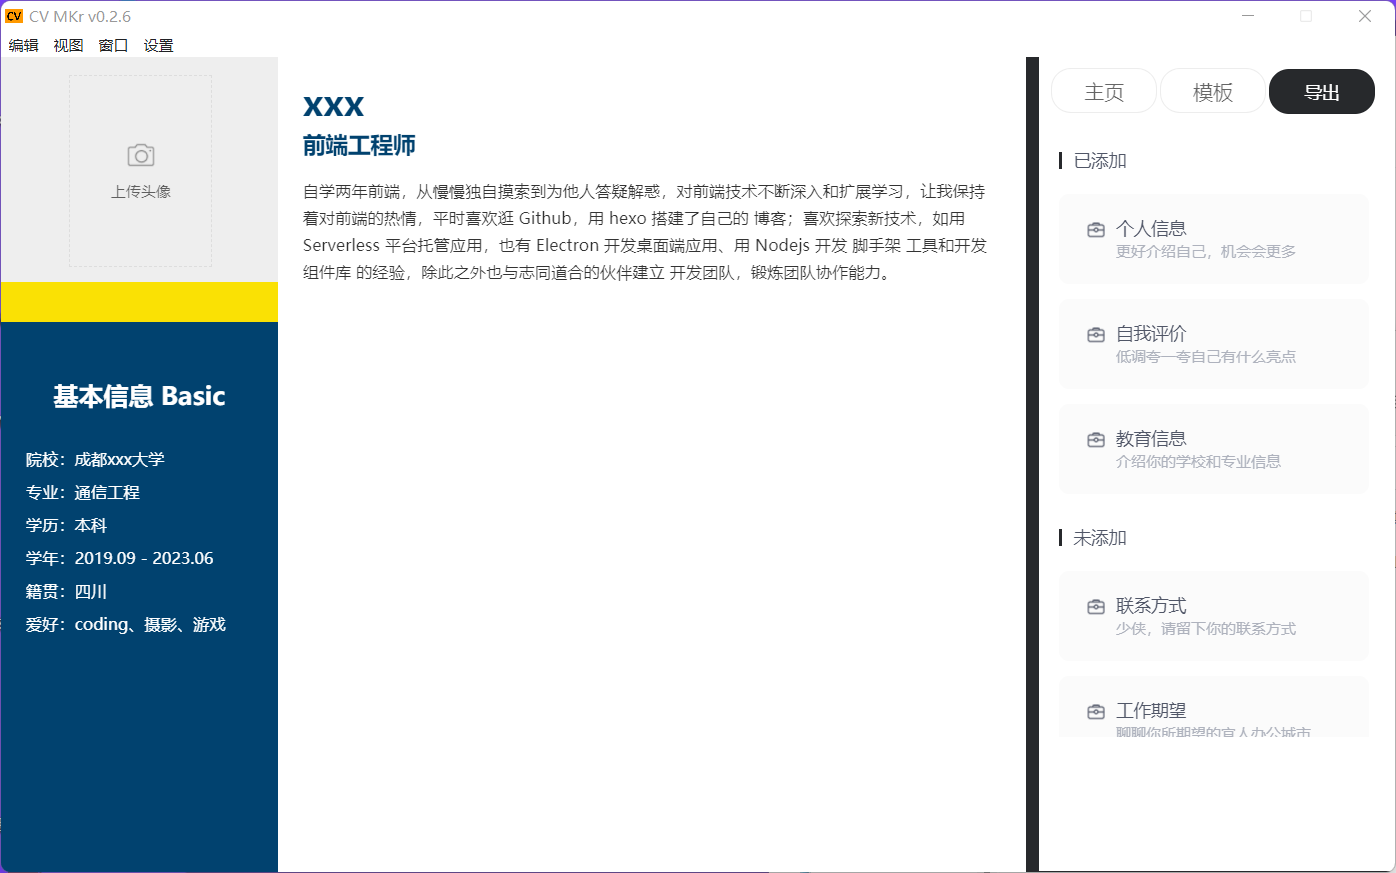 CV CV MKr v0.2.6
编辑 视图 窗口 设置
上传头像
基本信息 Basic
院校：成都xxx大学
专业：通信工程
学历：本科
学年：2019.09 - 2023.06
籍贯：四川
爱好：coding、摄影、游戏
XXX
前端工程师
自学两年前端，从慢慢独自摸索到为他人答疑解惑，对前端技术不断深入和扩展学习，让我保持
着对前端的热情，平时喜欢逛 Github，用 hexo 搭建了自己的 博客；喜欢探索新技术，如用
Serverless 平台托管应用，也有 Electron 开发桌面端应用、用 Nodejs 开发 脚手架 工具和开发
组件库 的经验，除此之外也与志同道合的伙伴建立 开发团队，锻炼团队协作能力。
主页 模板 导出
已添加
个人信息
更好介绍自己，机会会更多
自我评价
低调夸一夸自己有什么亮点
教育信息
介绍你的学校和专业信息
未添加
联系方式
少侠，请留下你的联系方式
工作期望
聊聊你所期望的宜人办公城市